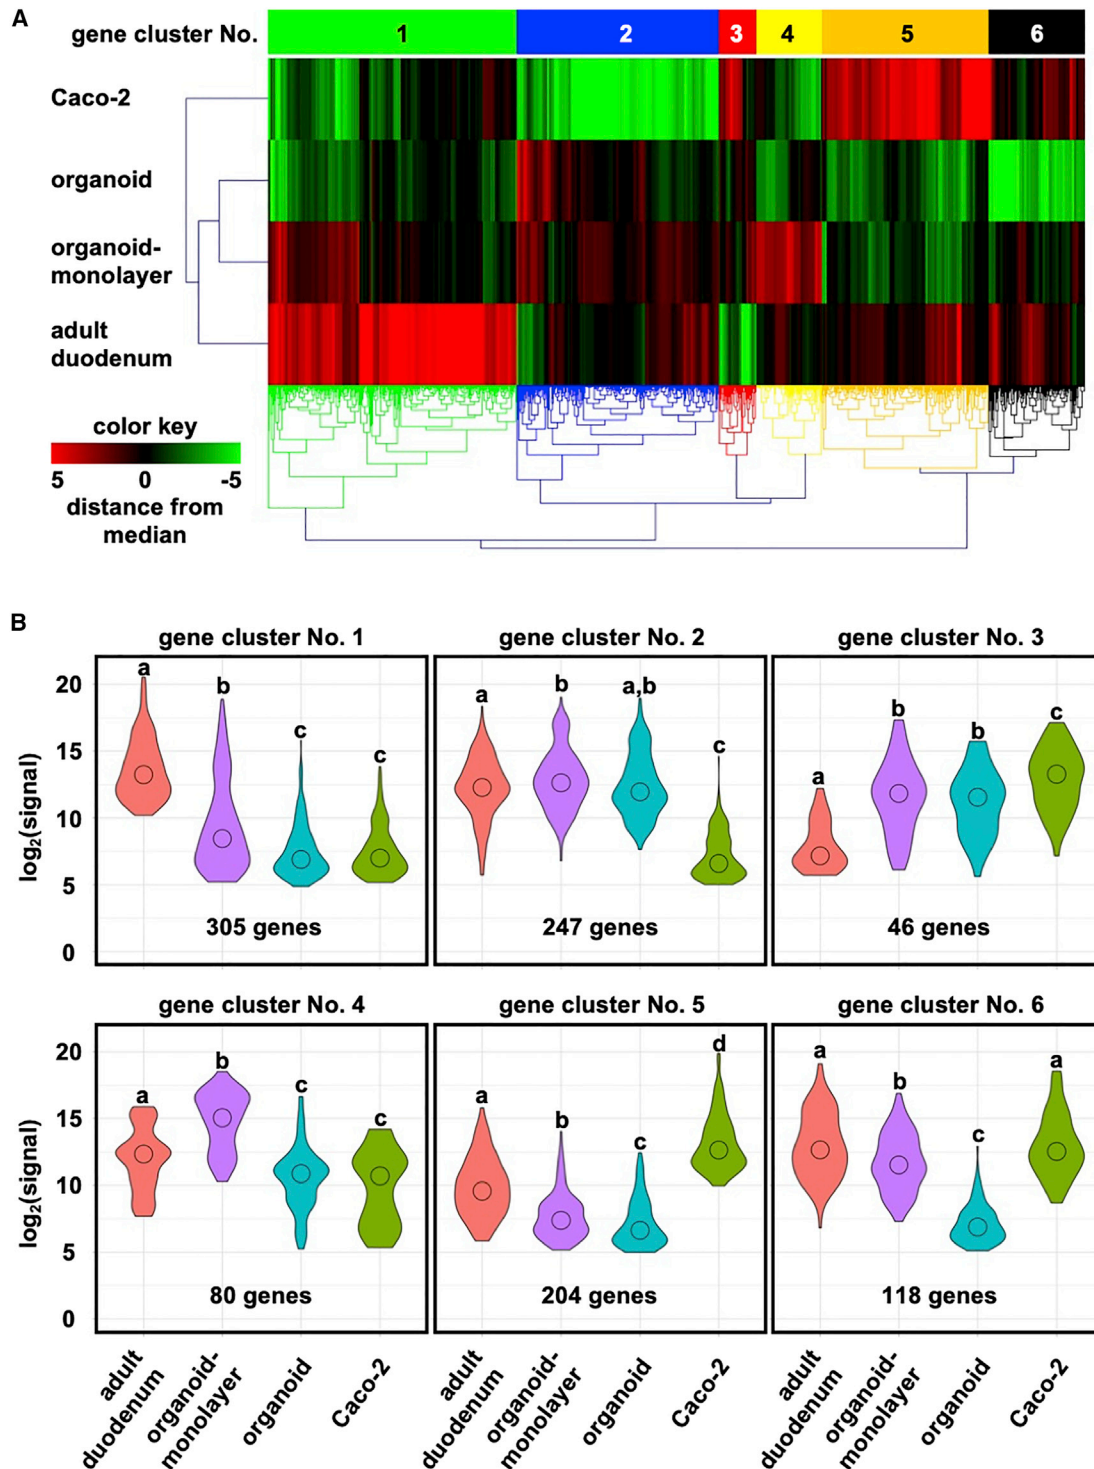 A
gene cluster No. 1 2 3 4 5 6
Caco-2
organoid
organoid-
monolayer
adult
duodenum
color key
5 0 -5
distance from
median
B
gene cluster No. 1 gene cluster No. 2 gene cluster No. 3
log2(signal)
20
15
10
5
0
a b c c
305 genes
a b a,b c
247 genes
a b b c
46 genes
gene cluster No. 4 gene cluster No. 5 gene cluster No. 6
log2(signal)
20
15
10
5
0
a b c c
80 genes
a b c d
204 genes
a b c a
118 genes
adult
duodenum
organoid-
monolayer
organoid
Caco-2
adult
duodenum
organoid-
monolayer
organoid
Caco-2
adult
duodenum
organoid-
monolayer
organoid
Caco-2